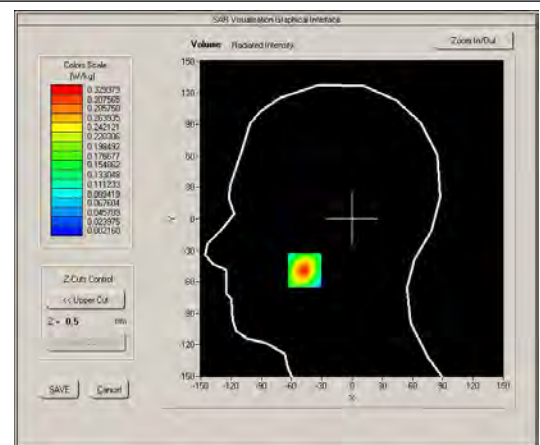 SAR Visualisation Graphical Interface
Volume Radiated Intensity
Zoom In/Out
Colors Scale
(W/kg)
0.329379
0.307565
0.285750
0.263935
0.242121
0.220306
0.198492
0.176677
0.154862
0.133048
0.111233
0.089419
0.067604
0.045789
0.023975
0.002160
Z-Cuts Control
<< Upper Cut
Z = 0.5 mm
SAVE Cancel
150
120
90
60
30
0
-30
-60
-90
-120
-150
Y
-150 -120 -90 -60 -30 0 30 60 90 120 150
X